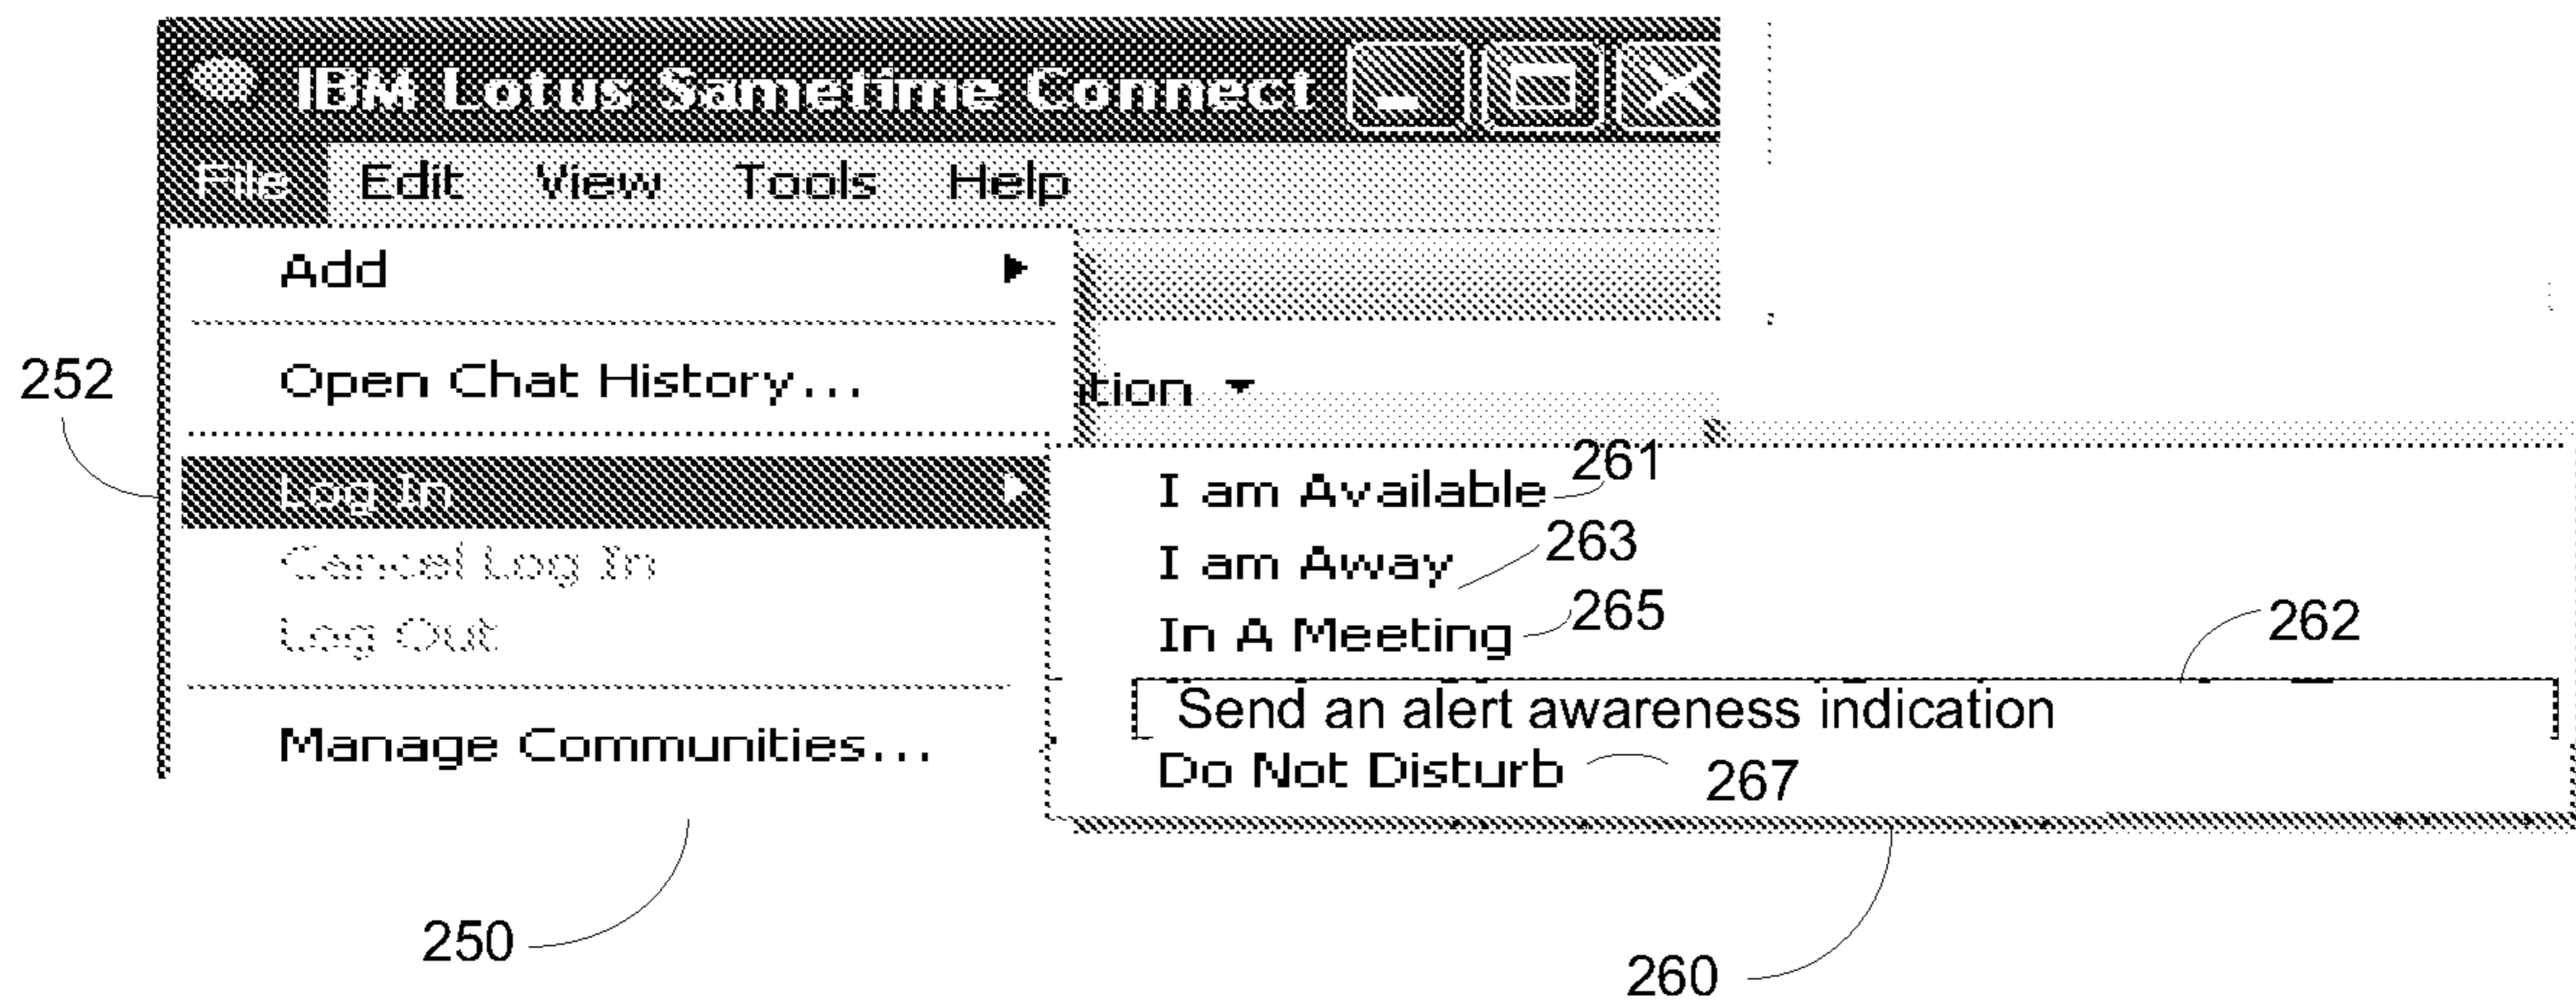 IBM Lotus Sametime Connect
File Edit View Tools Help
Add
252
Open Chat History...
tion
Log In
I am Available 261
Cancel Log In
I am Away 263
Log Out
In A Meeting 265
262
Send an alert awareness indication
Manage Communities...
Do Not Disturb 267
250
260